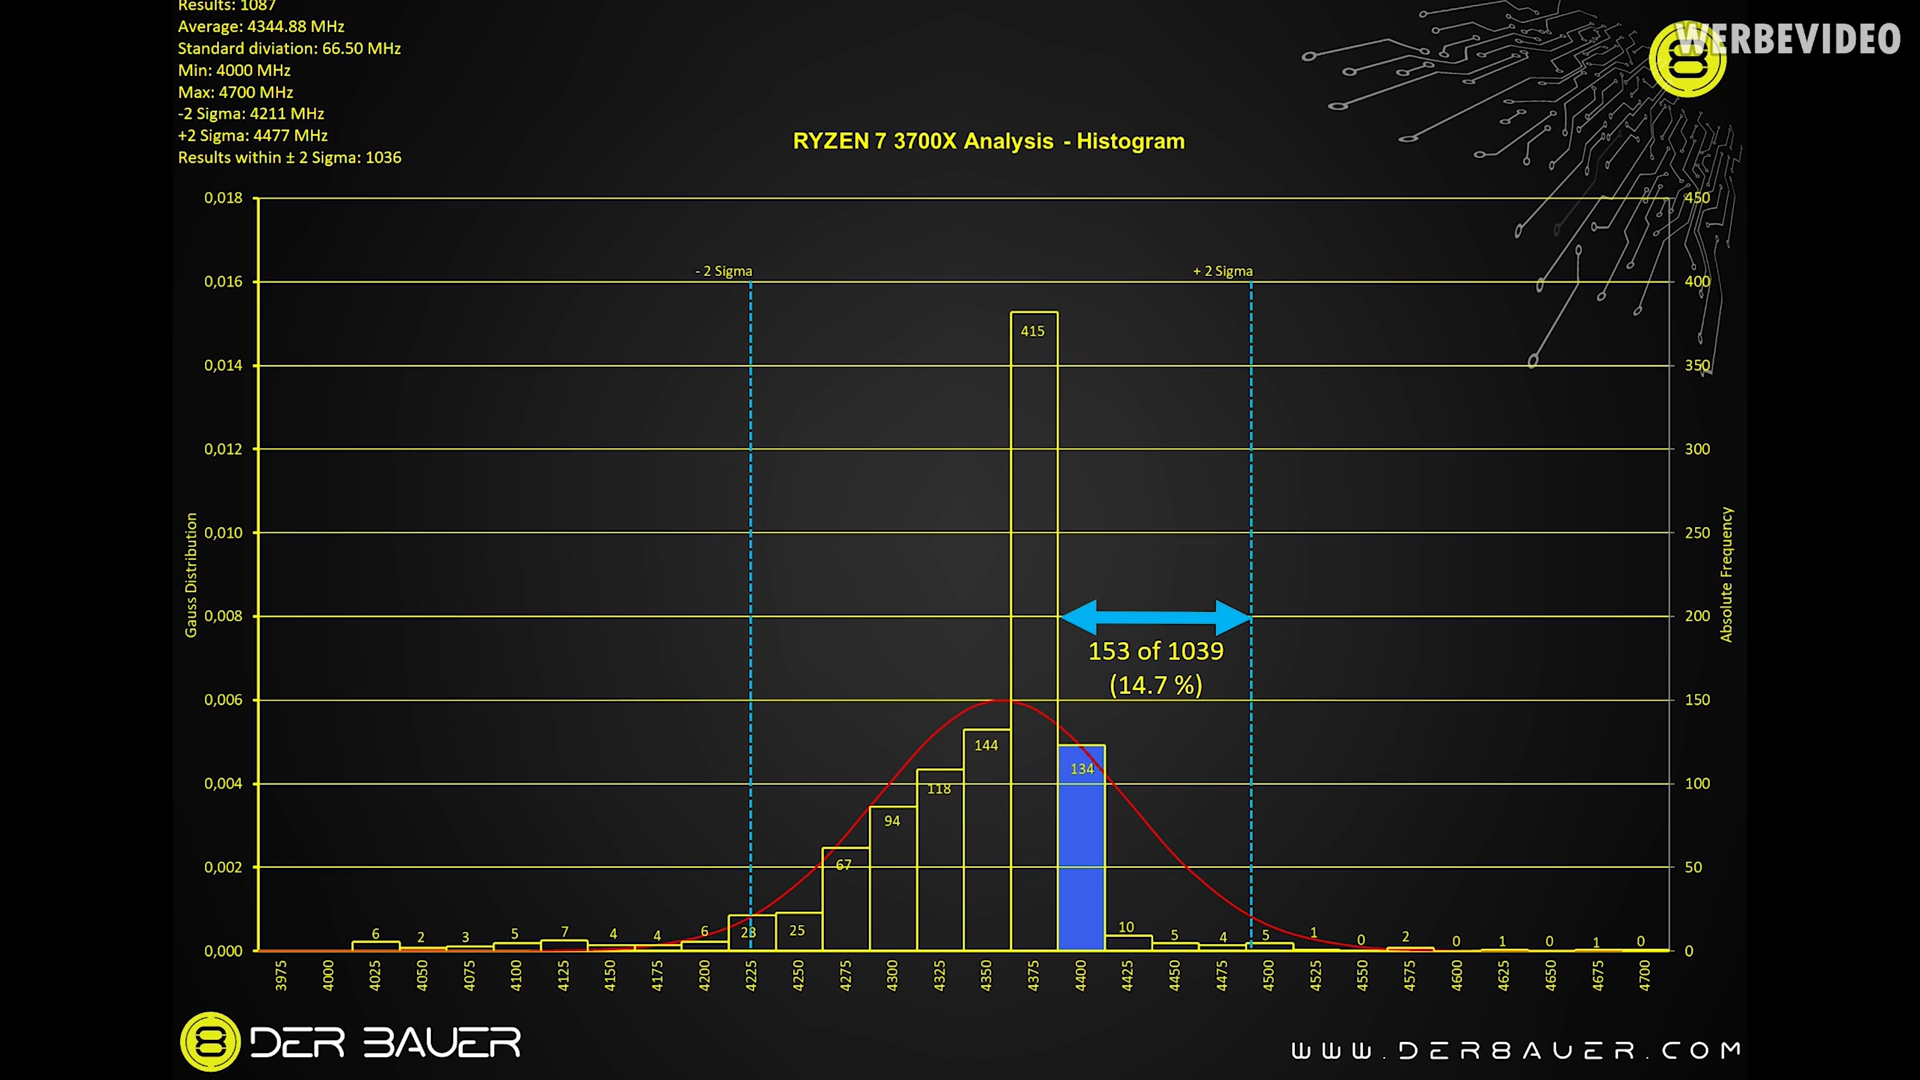 Results: 1087
WERBEVIDEO
Average: 4344.88 MHz
Standard diviation: 66.50 MHz
Min: 4000 MHz
Max: 4700 MHz
-2 Sigma: 4211 MHz
+2 Sigma: 4477 MHz
Results within ± 2 Sigma: 1036
RYZEN 7 3700X Analysis - Histogram
0,018
450
- 2 Sigma
+ 2 Sigma
0,016
400
415
0,014
350
0,012
300
0,010
250
Gauss Distribution
Absolute Frequency
0,008
200
153 of 1039
(14.7 %)
0,006
150
144
134
0,004
118
100
94
0,002
67
50
6 2 3 5 7 4 4 6 23 25 10 5 4 5 1 0 2 0 1 0 1 0
0,000
0
3975 4000 4025 4050 4075 4100 4125 4150 4175 4200 4225 4250 4275 4300 4325 4350 4375 4400 4425 4450 4475 4500 4525 4550 4575 4600 4625 4650 4675 4700
DER BAUER
WWW.DER8AUER.COM